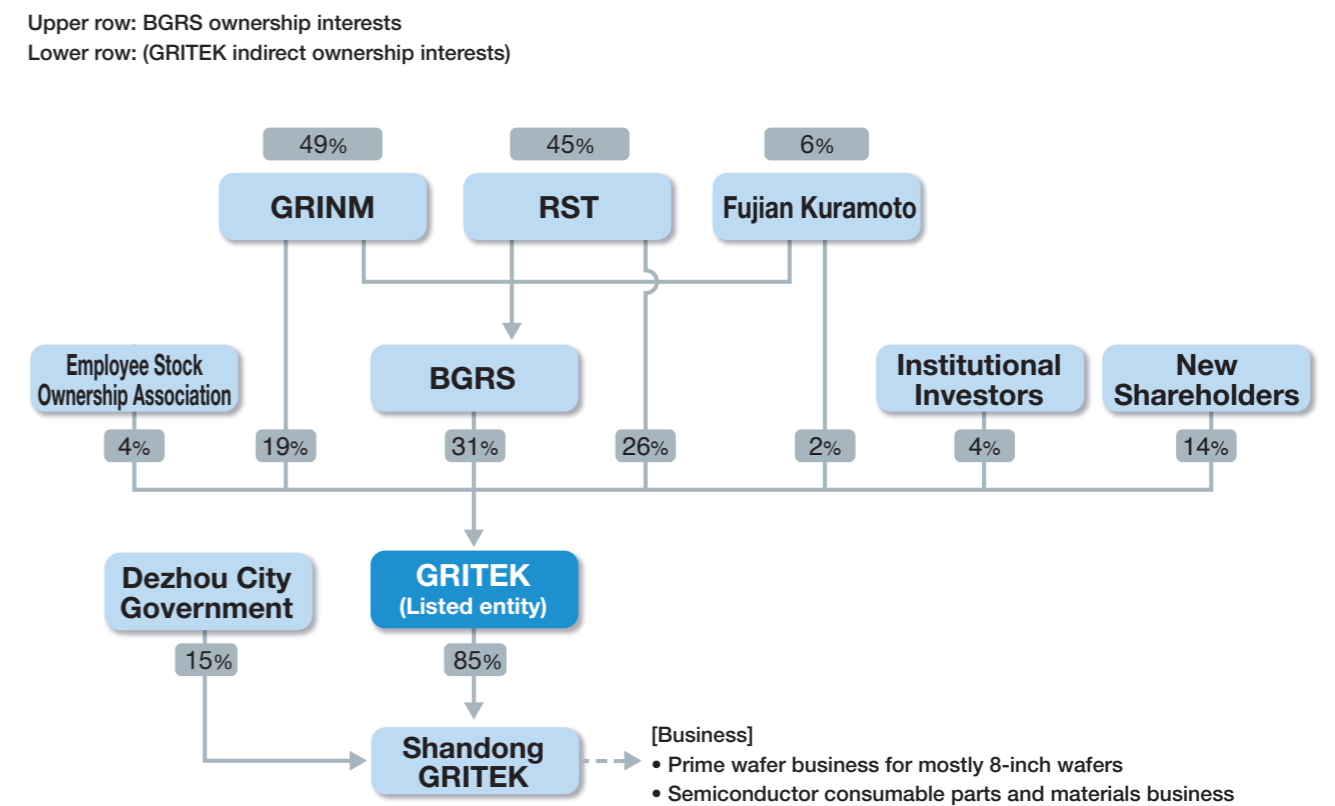 Upper row: BGRS ownership interests
Lower row: (GRITEK indirect ownership interests)
49%
45%
6%
GRINM
RST
Fujian Kuramoto
Employee Stock
Ownership Association
BGRS
Institutional
Investors
New
Shareholders
4%
19%
31%
26%
2%
4%
14%
Dezhou City
Government
GRITEK
(Listed entity)
15%
85%
Shandong
GRITEK
[Business]
• Prime wafer business for mostly 8-inch wafers
• Semiconductor consumable parts and materials business